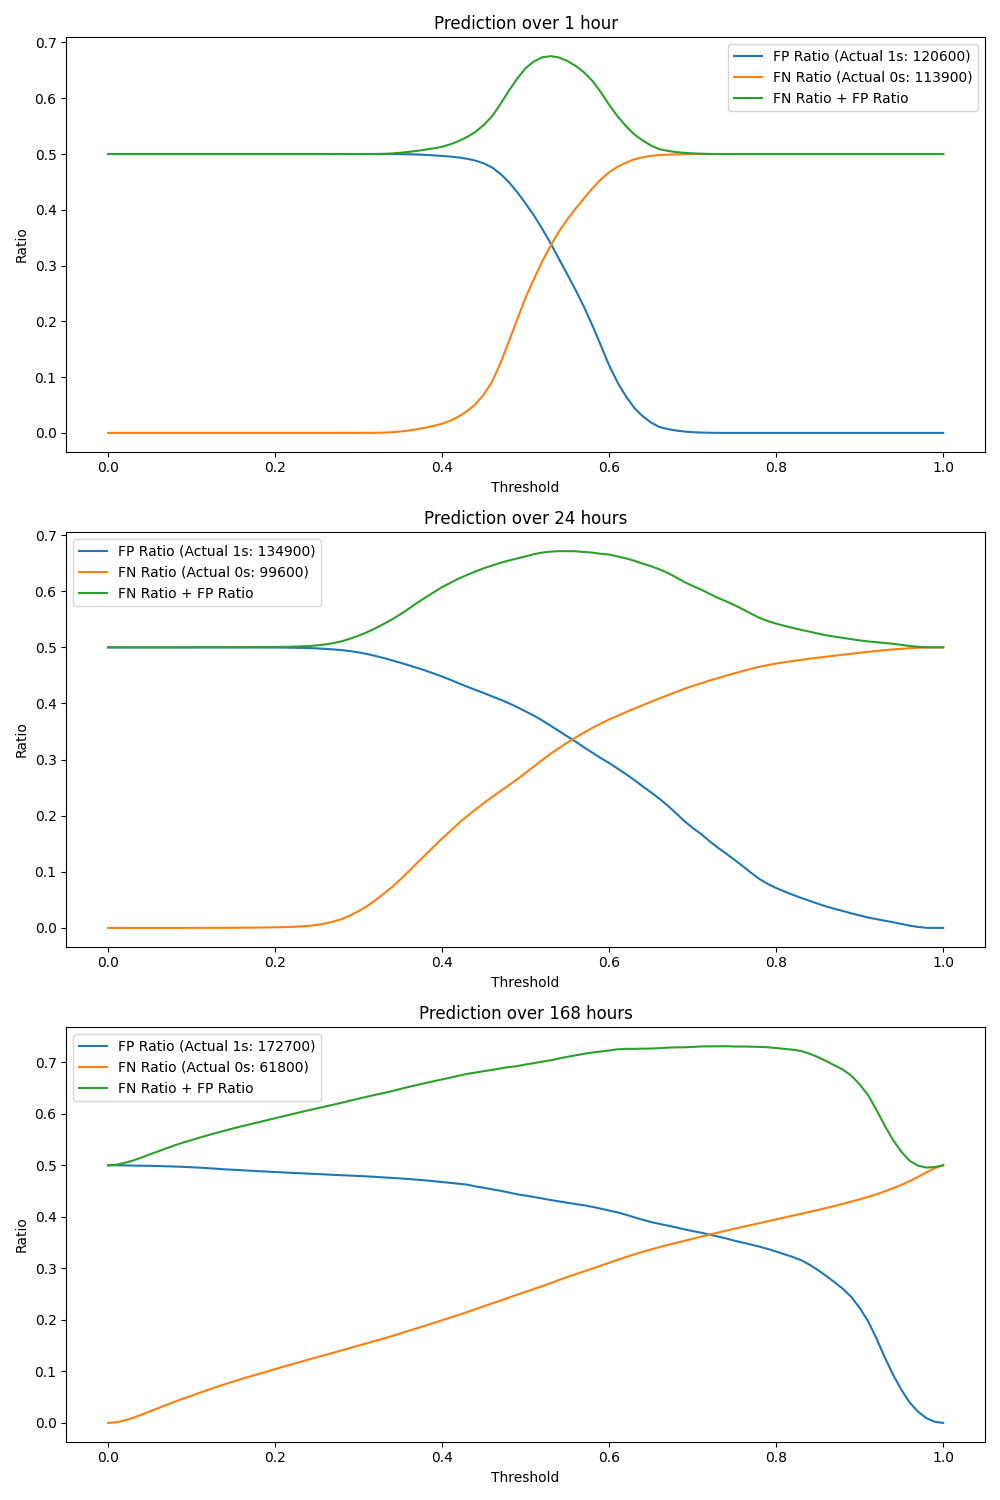 Prediction over 1 hour
0.7
0.6
0.5
0.4
0.3
0.2
0.1
0.0
Ratio
FP Ratio (Actual 1s: 120600)
FN Ratio (Actual 0s: 113900)
FN Ratio + FP Ratio
0.0 0.2 0.4 0.6 0.8 1.0
Threshold
Prediction over 24 hours
0.7
0.6
0.5
0.4
0.3
0.2
0.1
0.0
Ratio
FP Ratio (Actual 1s: 134900)
FN Ratio (Actual 0s: 99600)
FN Ratio + FP Ratio
0.0 0.2 0.4 0.6 0.8 1.0
Threshold
Prediction over 168 hours
0.7
0.6
0.5
0.4
0.3
0.2
0.1
0.0
Ratio
FP Ratio (Actual 1s: 172700)
FN Ratio (Actual 0s: 61800)
FN Ratio + FP Ratio
0.0 0.2 0.4 0.6 0.8 1.0
Threshold